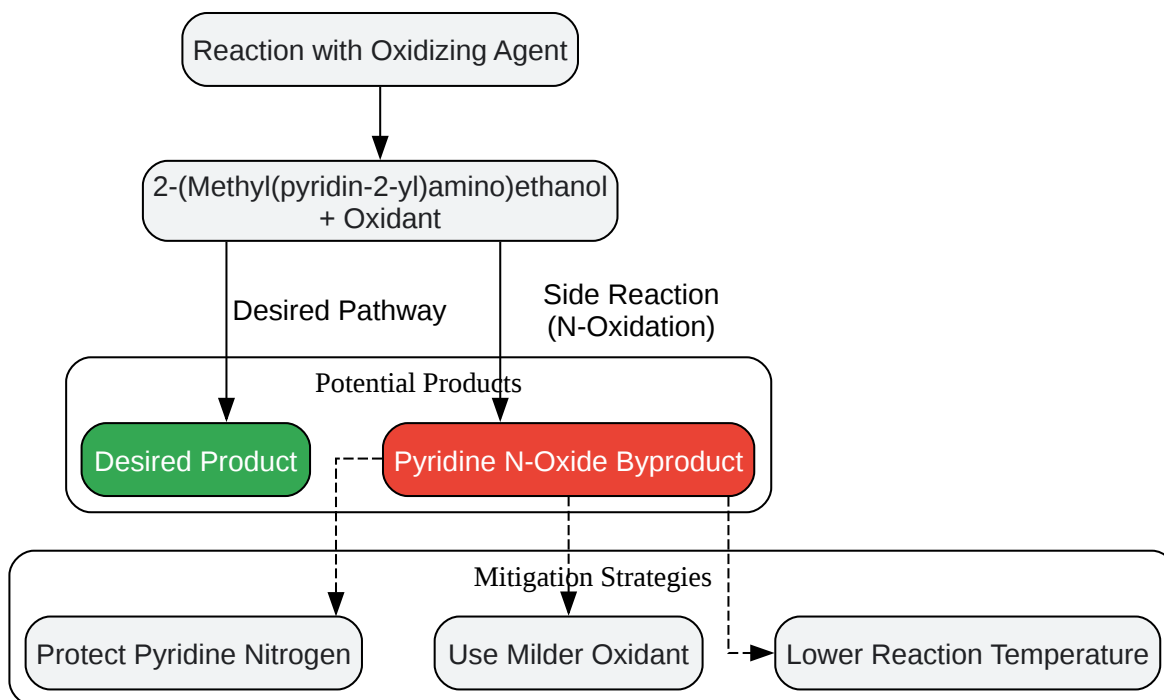 Reaction with Oxidizing Agent
2-(Methyl(pyridin-2-yl)amino)ethanol
+ Oxidant
Desired Pathway
Side Reaction
(N-Oxidation)
Potential Products
Desired Product
Pyridine N-Oxide Byproduct
Mitigation Strategies
Protect Pyridine Nitrogen
Use Milder Oxidant
Lower Reaction Temperature